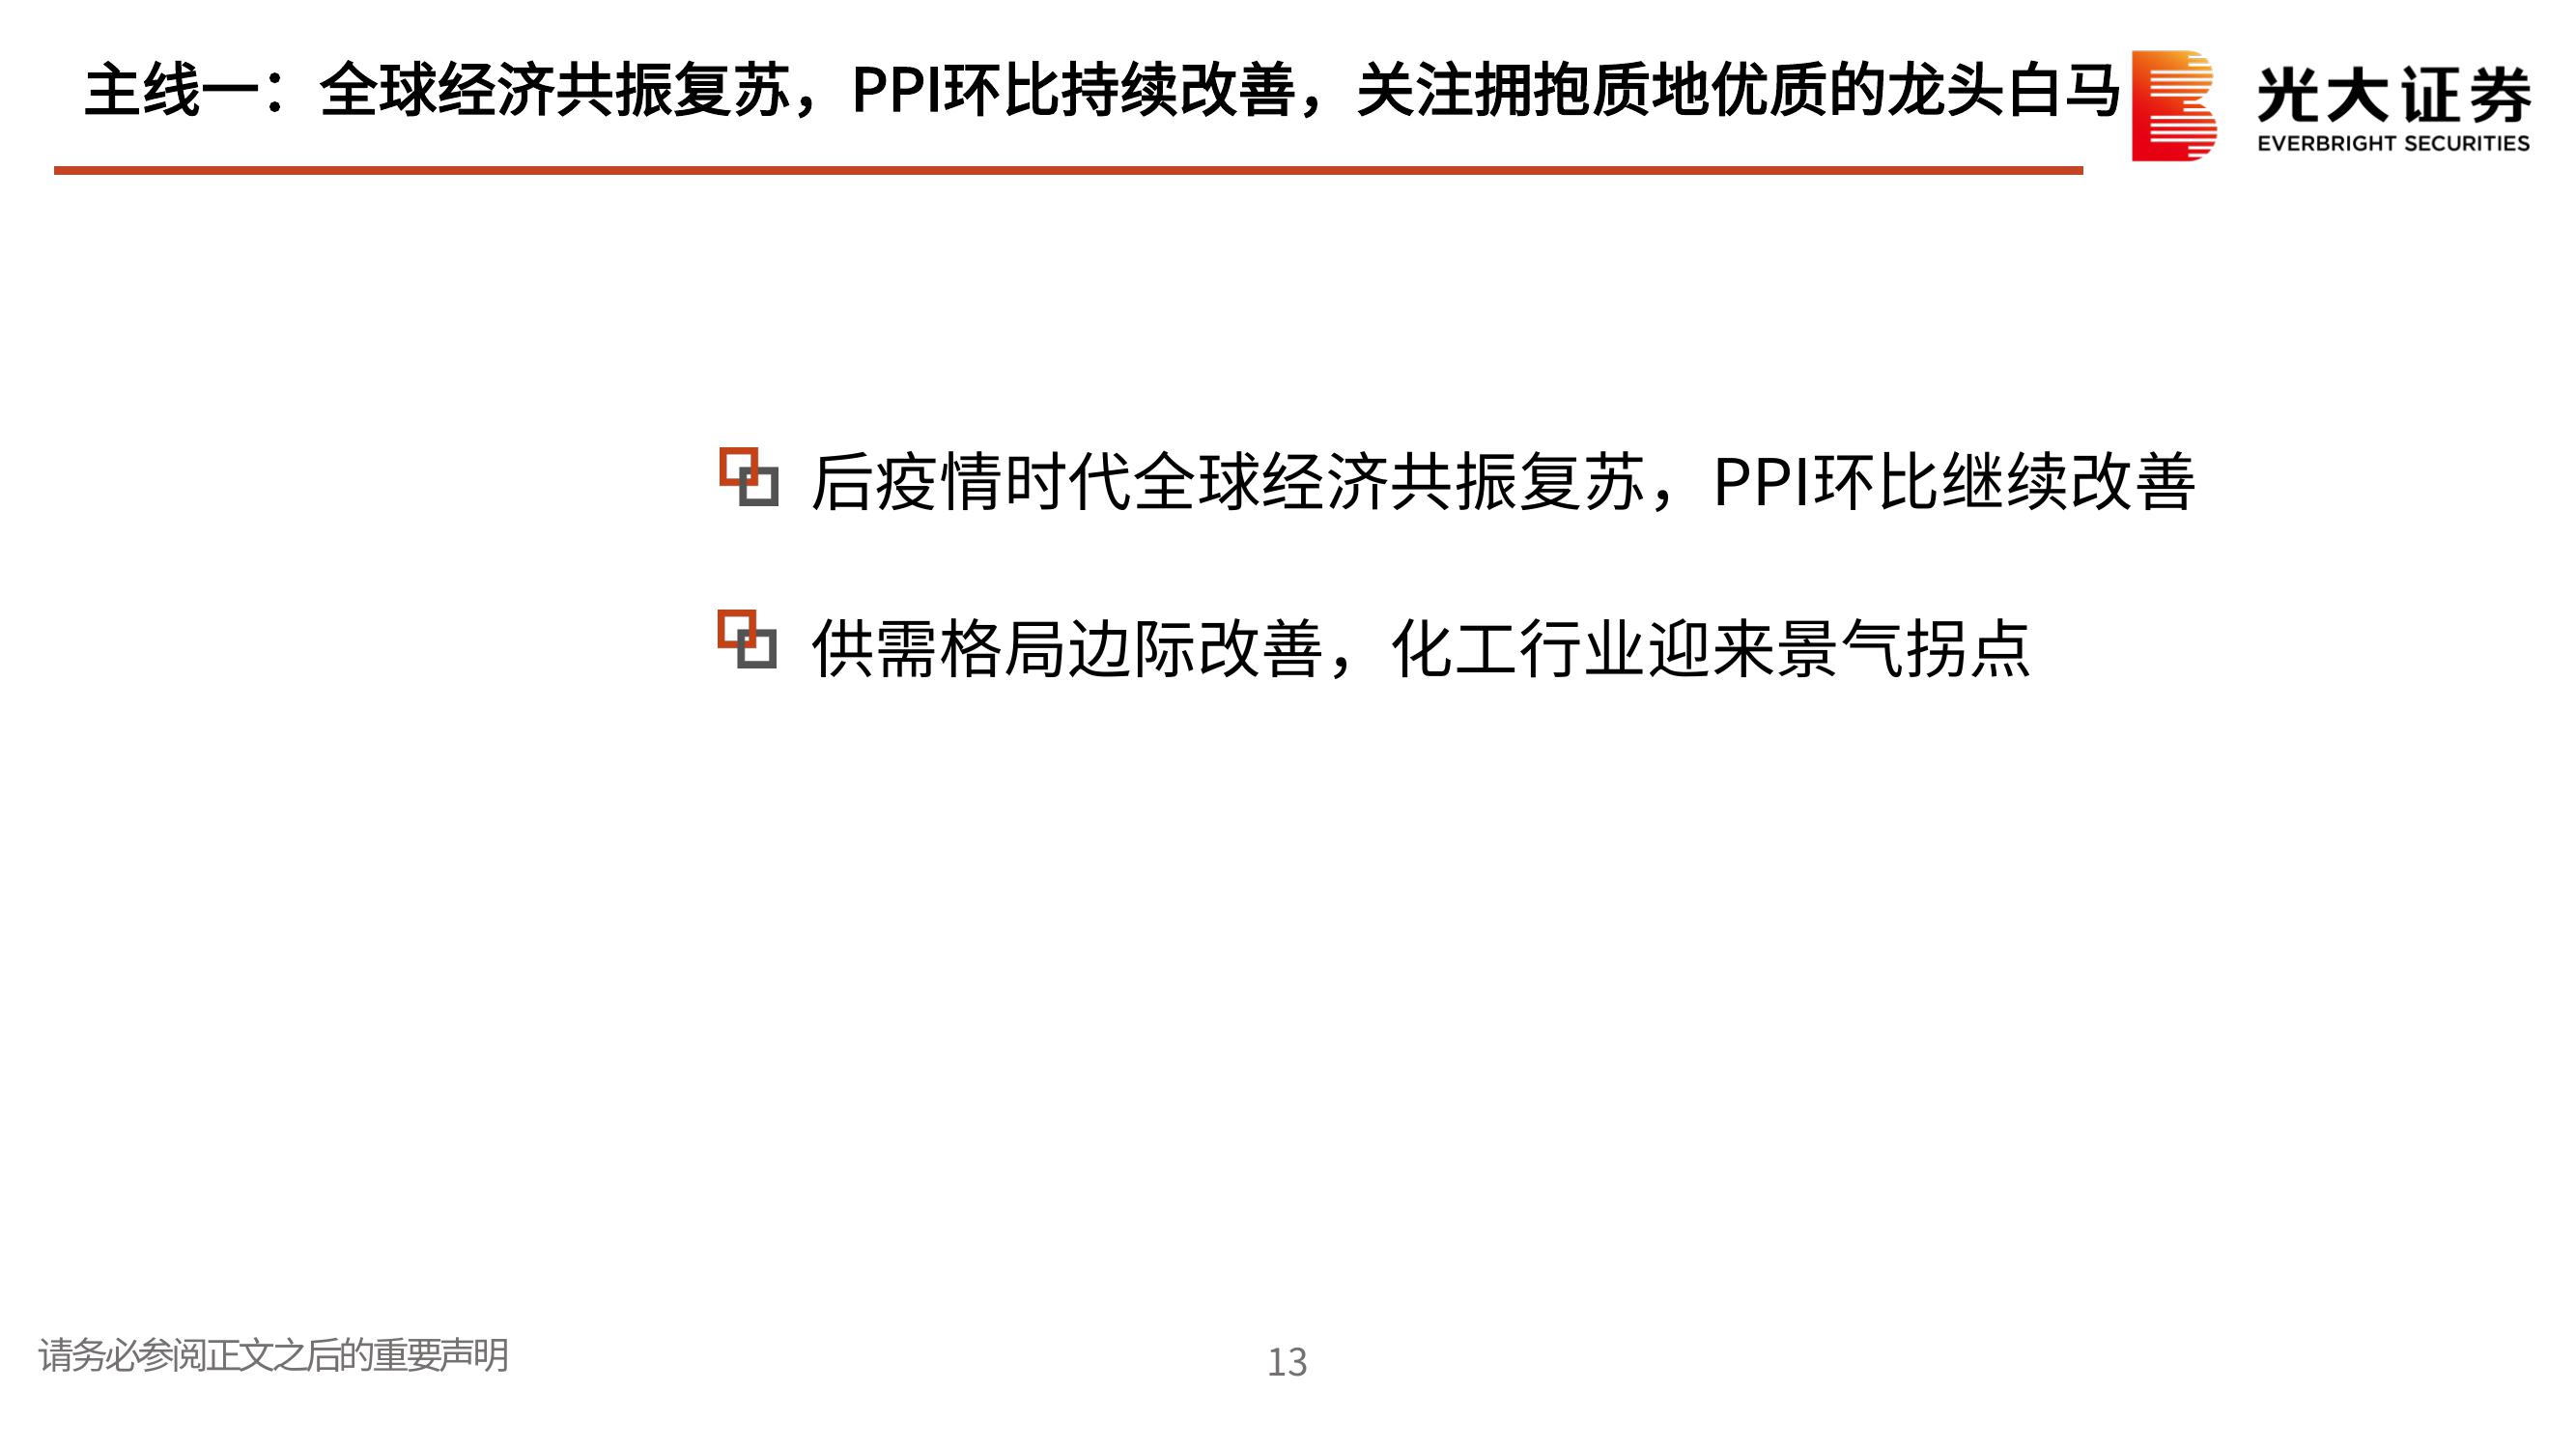 主线一：全球经济共振复苏，PPI环比持续改善，关注拥抱质地优质的龙头白马
光大证券
EVERBRIGHT SECURITIES
后疫情时代全球经济共振复苏，PPI环比继续改善
供需格局边际改善，化工行业迎来景气拐点
请务必参阅正文之后的重要声明
13